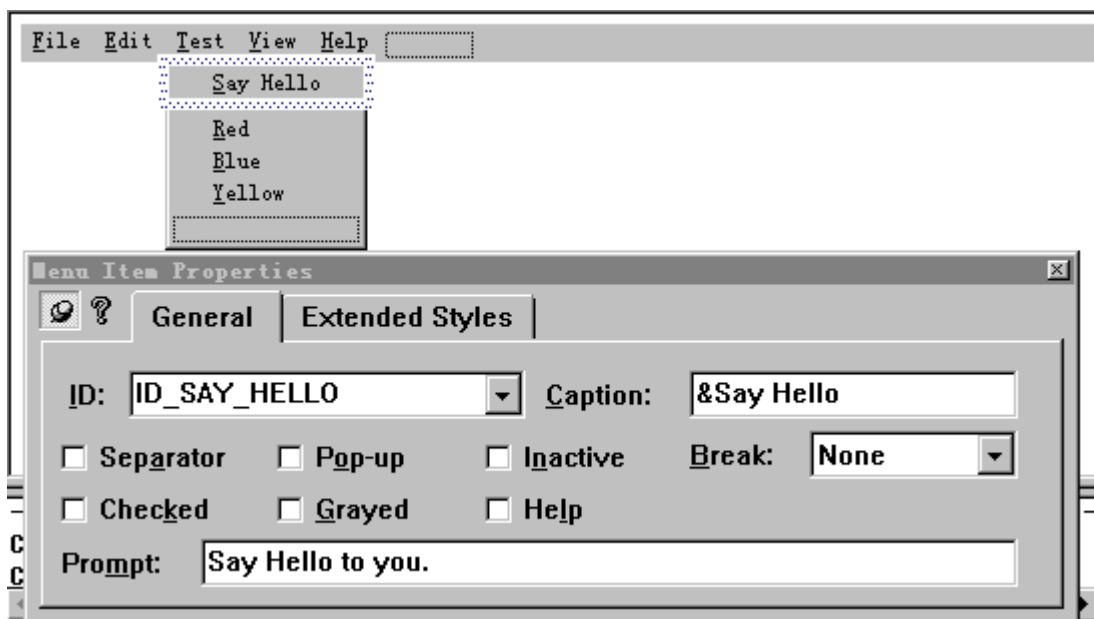 File Edit Test View Help
Say Hello
Red
Blue
Yellow
Menu Item Properties
General Extended Styles
ID: ID_SAY_HELLO Caption: &Say Hello
Separator Pop-up Inactive Break: None
Checked Grayed Help
Prompt: Say Hello to you.